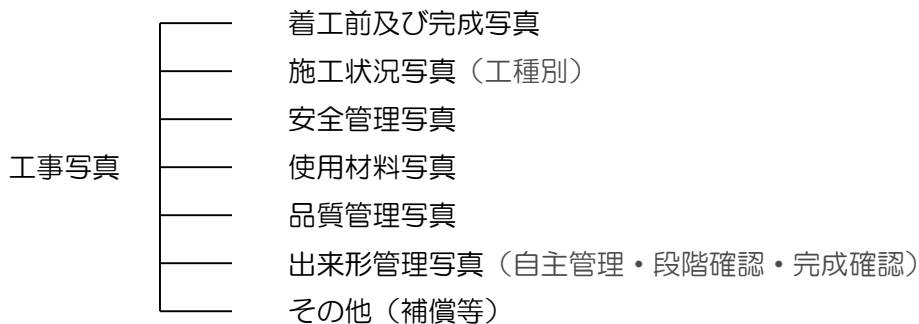 着工前及び完成写真
施工状況写真（工種別）
安全管理写真
工事写真
使用材料写真
品質管理写真
出来形管理写真（自主管理・段階確認・完成確認）
その他（補償等）